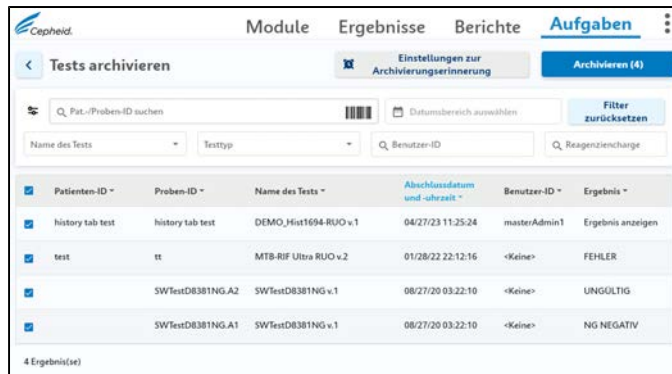 Cepheid.
Module Ergebnisse Berichte Aufgaben
Tests archivieren
Einstellungen zur
Archivierungserinnerung
Archivieren (4)
Pat.-/Proben-ID suchen
Datumsbereich auswählen
Filter
zurücksetzen
Name des Tests
Testtyp
Benutzer-ID
Reagenziencharge
Patienten-ID Proben-ID Name des Tests Abschlussdatum
und -uhrzeit Benutzer-ID Ergebnis
history tab test history tab test DEMO_Hist1694-RUO v.1 04/27/23 11:25:24 masterAdmin1 Ergebnis anzeigen
test tt MTB-RIF Ultra RUO v.2 01/28/22 22:12:16 <Keine> FEHLER
SWTestD8381NG.A2 SWTestD8381NG v.1 08/27/20 03:22:10 <Keine> UNGÜLTIG
SWTestD8381NG.A1 SWTestD8381NG v.1 08/27/20 03:22:10 <Keine> NG NEGATIV
4 Ergebnis(se)